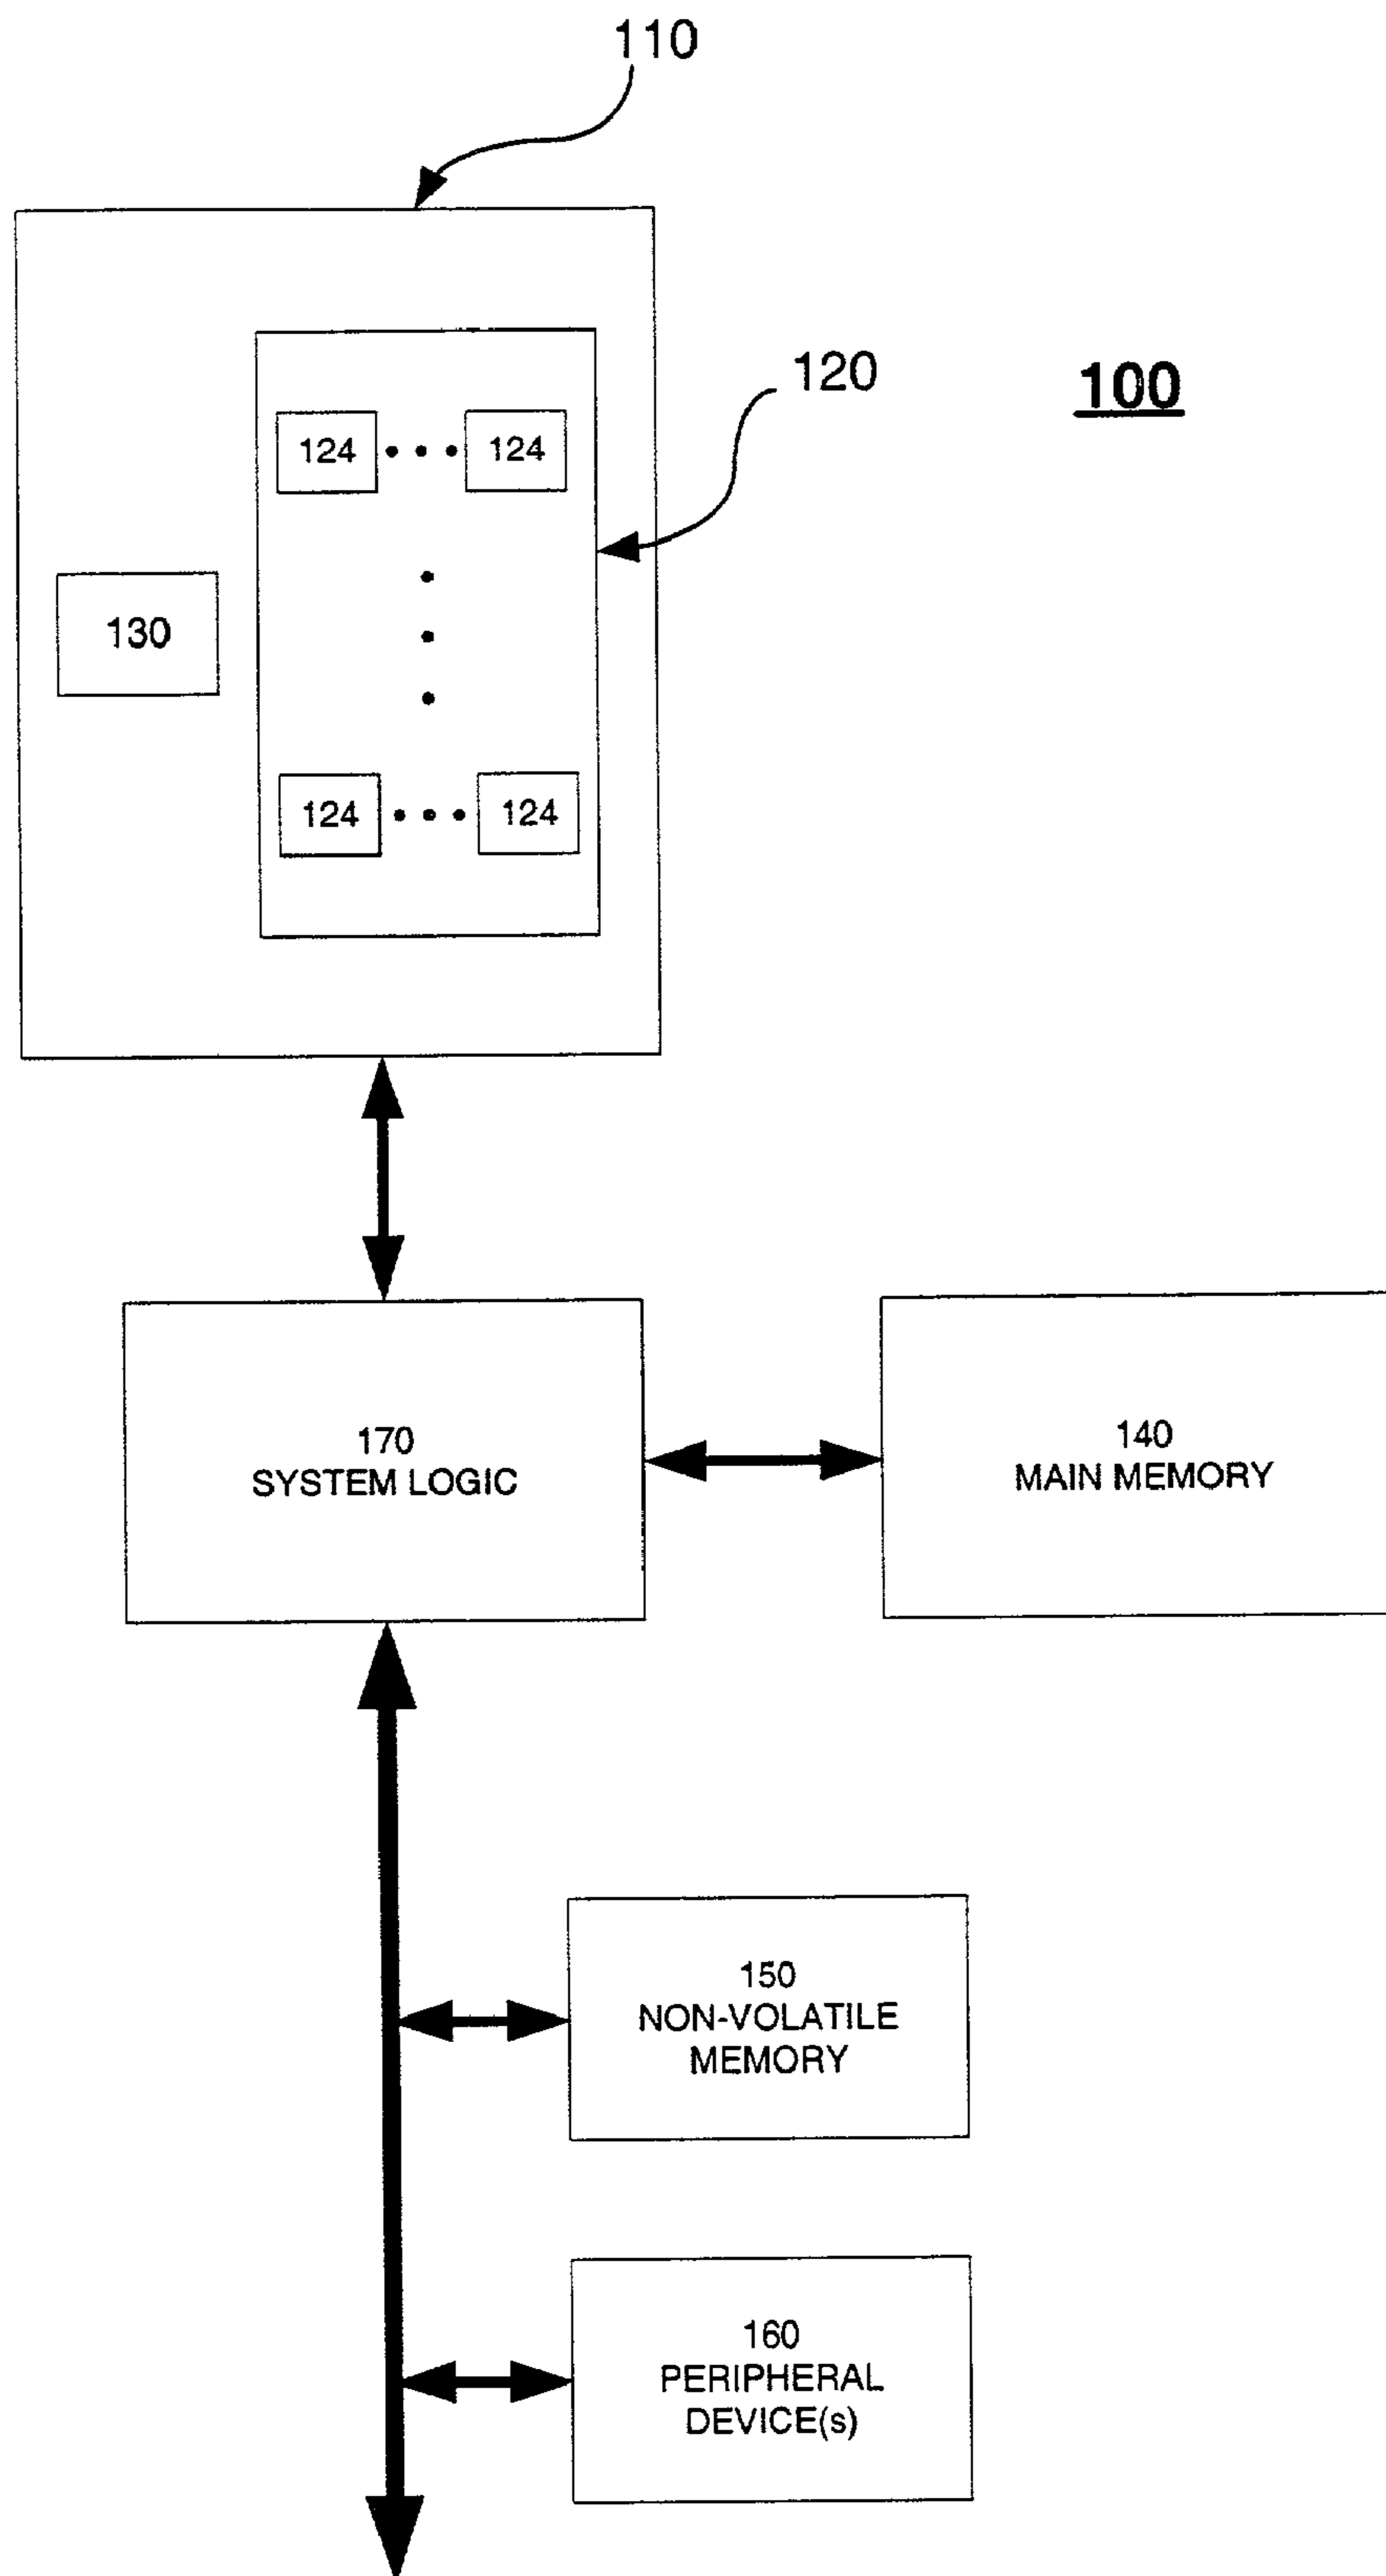 110
120
100
124 • • • 124
130
124 • • • 124
170
SYSTEM LOGIC
140
MAIN MEMORY
150
NON-VOLATILE
MEMORY
160
PERIPHERAL
DEVICE(s)